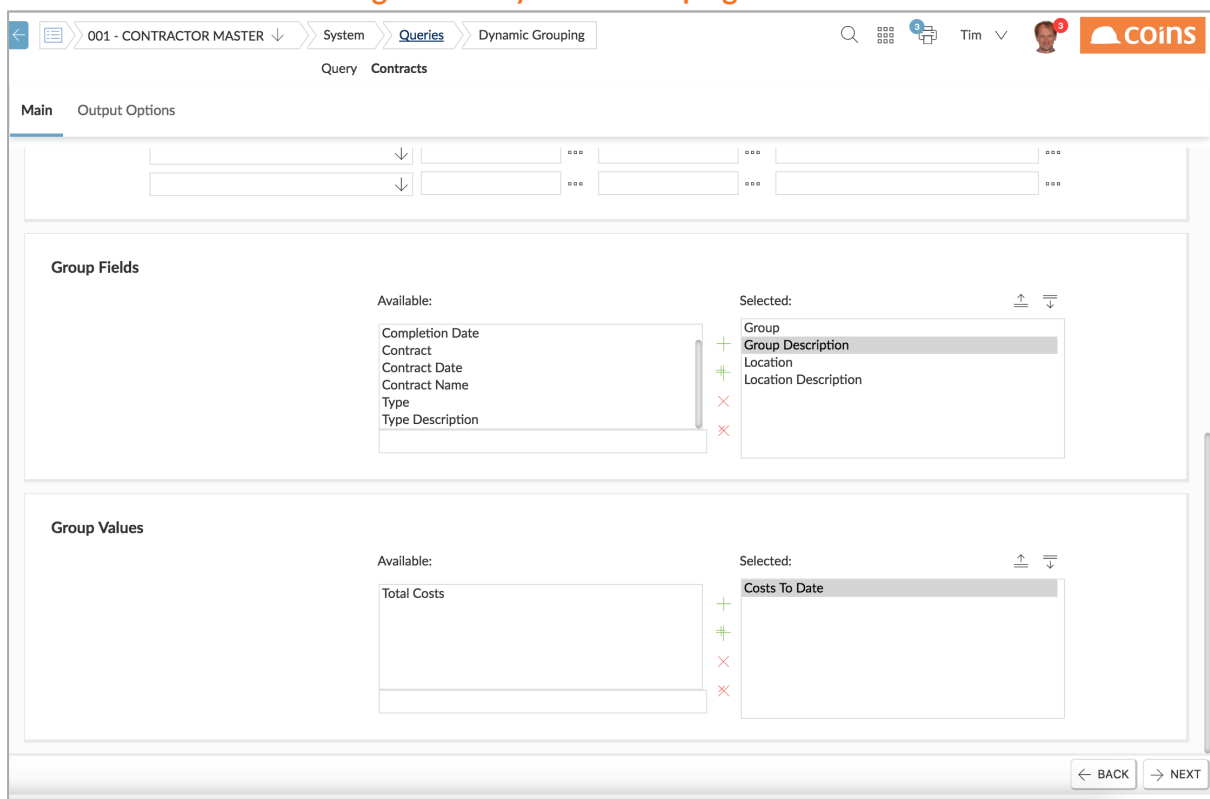 001 - CONTRACTOR MASTER System Queries Dynamic Grouping 3 Tim 3 coins
Query Contracts
Main Output Options
Group Fields
Available: Selected:
Completion Date
Contract
Contract Date
Contract Name
Type
Type Description
Group
Group Description
Location
Location Description
Group Values
Available: Selected:
Total Costs
Costs To Date
BACK NEXT